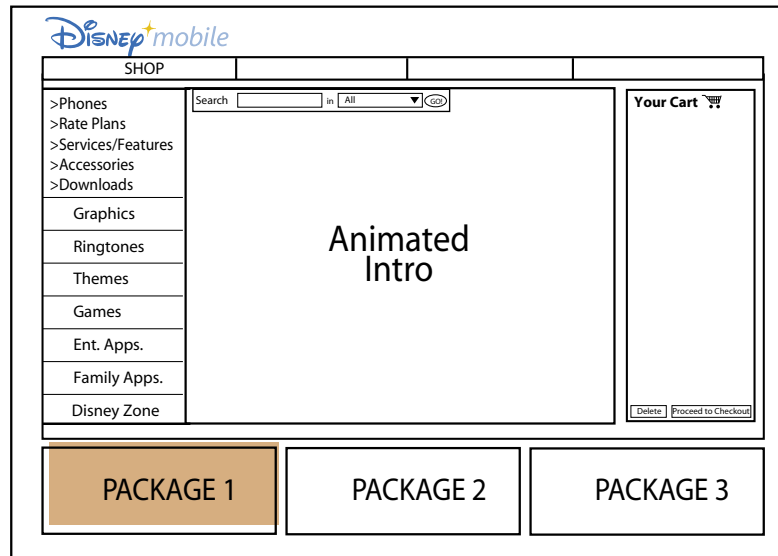 Disney mobile
SHOP
>Phones
>Rate Plans
>Services/Features
>Accessories
>Downloads
Graphics
Ringtones
Themes
Games
Ent. Apps.
Family Apps.
Disney Zone
Search in All GO!
Animated
Intro
Your Cart
Delete Proceed to Checkout
PACKAGE 1
PACKAGE 2
PACKAGE 3